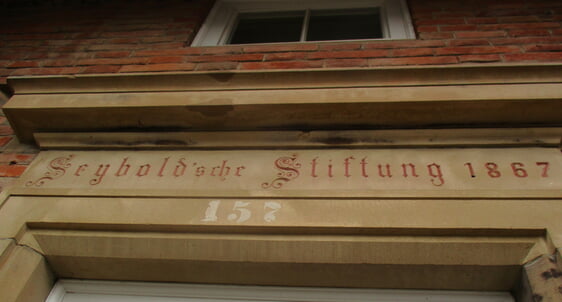 Seybold'sche Stiftung 1867
157